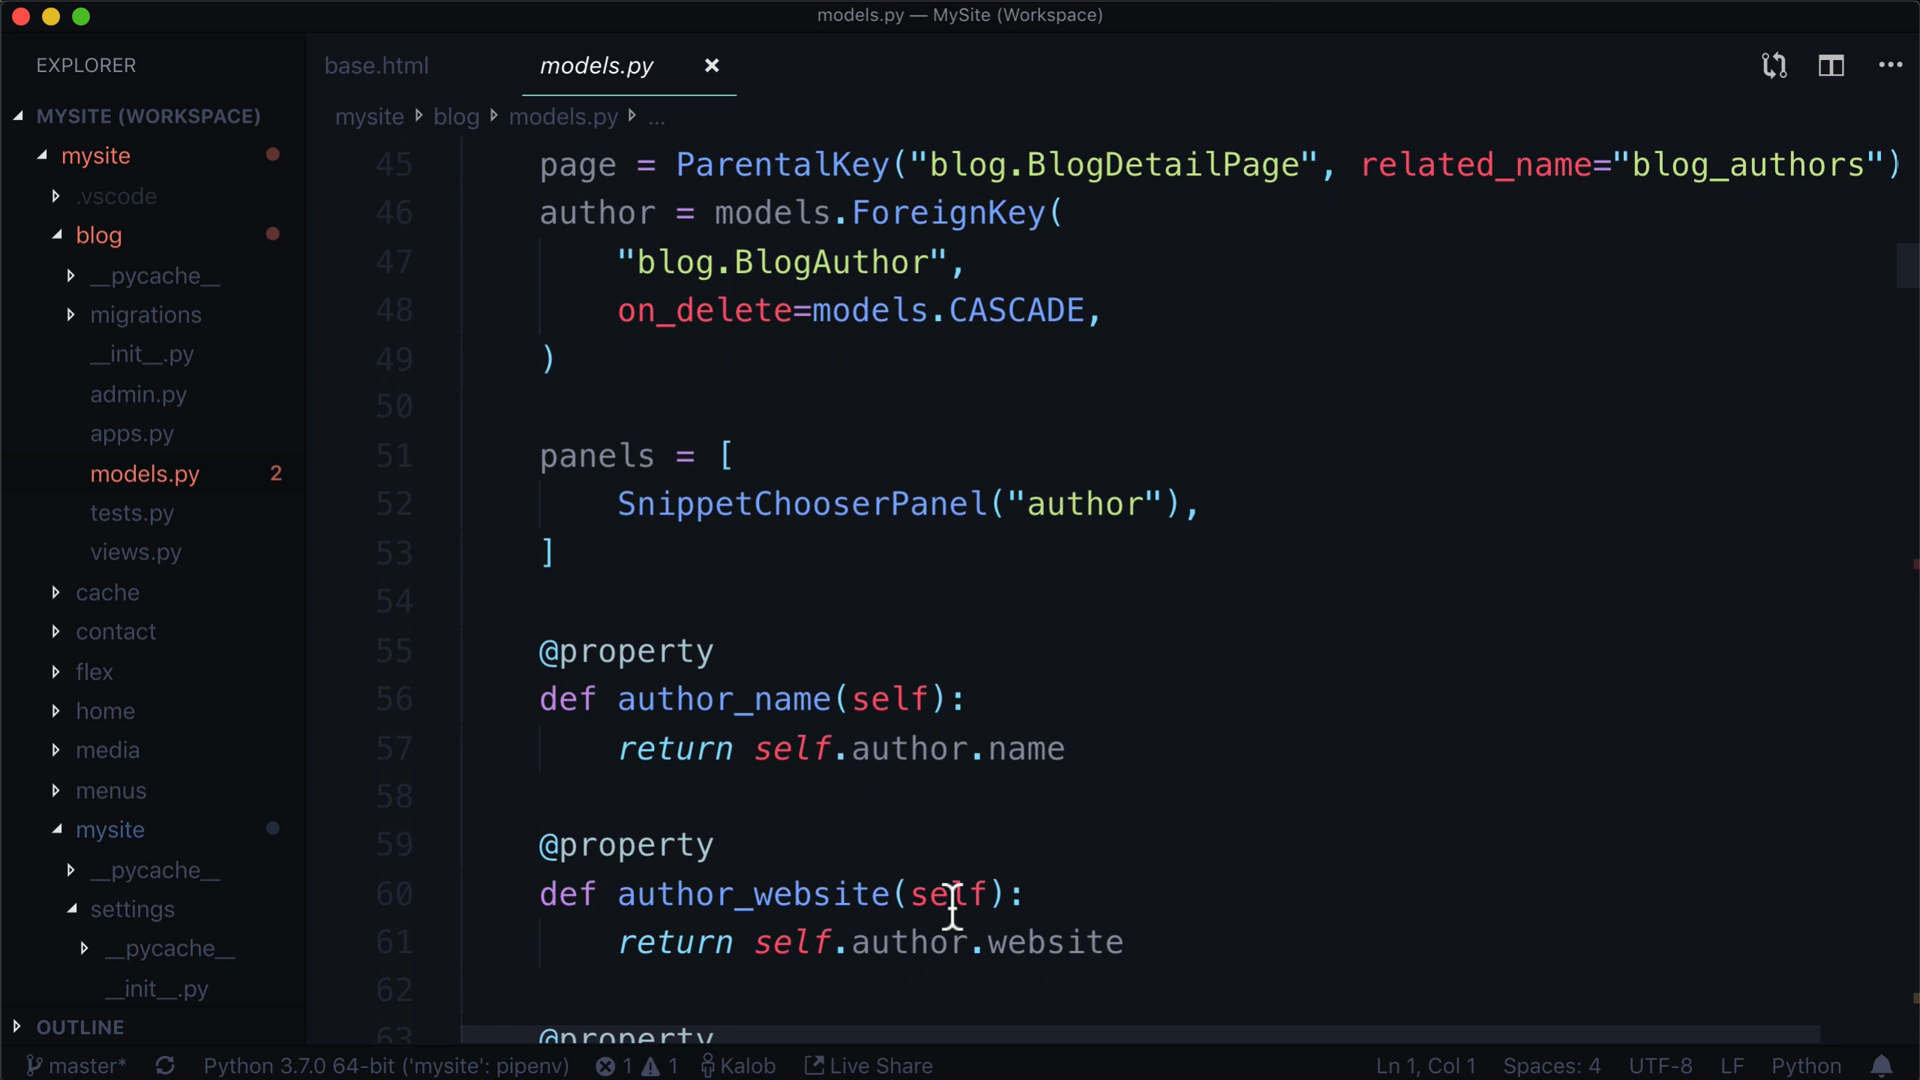 models.py — MySite (Workspace)
EXPLORER
MYSITE (WORKSPACE)
mysite
.vscode
blog
__pycache__
migrations
__init__.py
admin.py
apps.py
models.py 2
tests.py
views.py
cache
contact
flex
home
media
menus
mysite
__pycache__
settings
__pycache__
__init__.py
OUTLINE
base.html models.py
mysite blog models.py ...
45 page = ParentalKey("blog.BlogDetailPage", related_name="blog_authors")
46 author = models.ForeignKey(
47 "blog.BlogAuthor",
48 on_delete=models.CASCADE,
49 )
50
51 panels = [
52 SnippetChooserPanel("author"),
53 ]
54
55 @property
56 def author_name(self):
57 return self.author.name
58
59 @property
60 def author_website(self):
61 return self.author.website
62
63 @property
master* Python 3.7.0 64-bit ('mysite': pipenv) 1 1 Kalob Live Share Ln 1, Col 1 Spaces: 4 UTF-8 LF Python